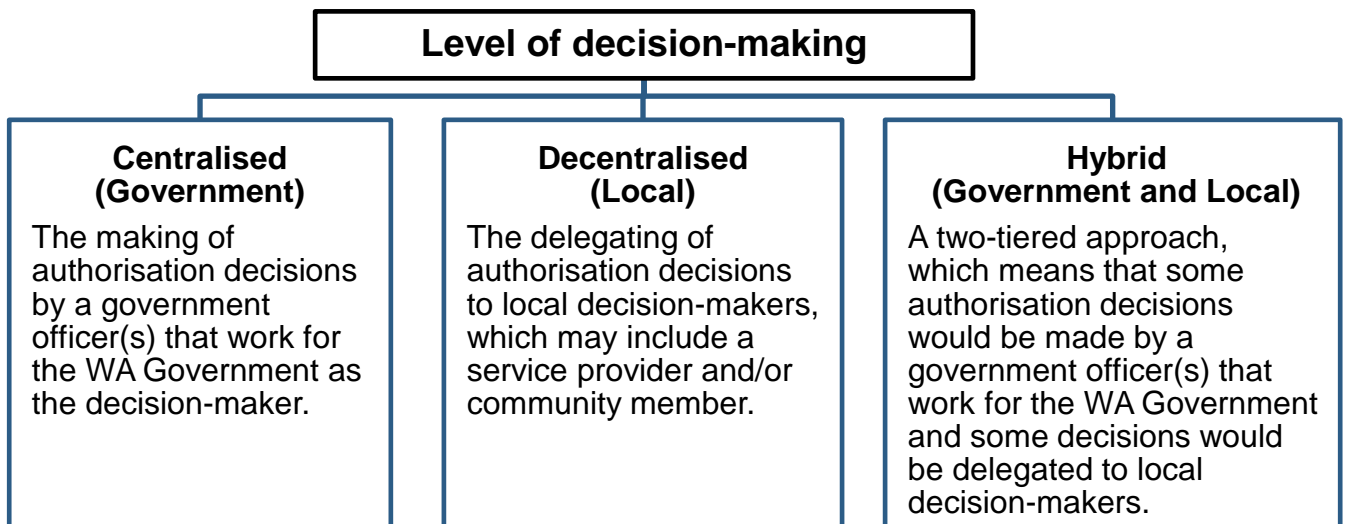 Level of decision-making
Centralised
(Government)
The making of
authorisation decisions
by a government
officer(s) that work for
the WA Government as
the decision-maker.
Decentralised
(Local)
The delegating of
authorisation decisions
to local decision-makers,
which may include a
service provider and/or
community member.
Hybrid
(Government and Local)
A two-tiered approach,
which means that some
authorisation decisions
would be made by a
government officer(s) that
work for the WA Government
and some decisions would
be delegated to local
decision-makers.